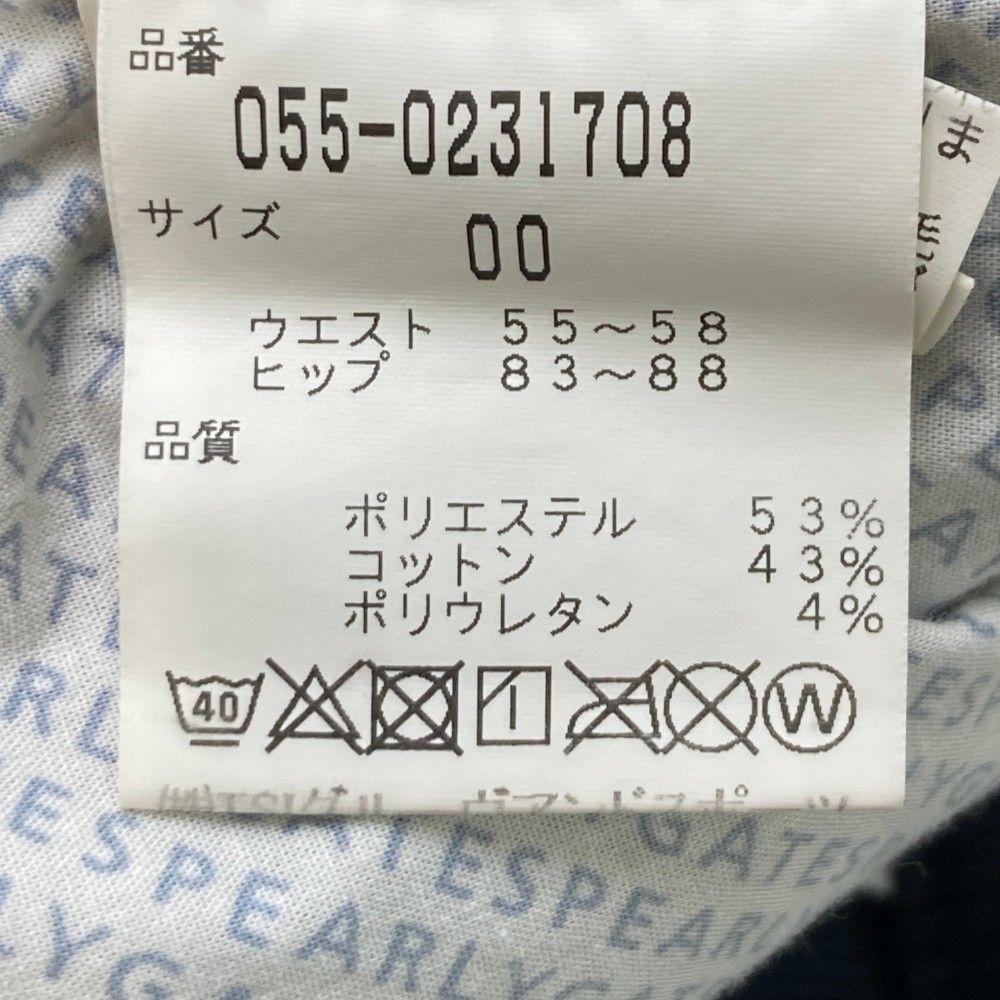 品番
055-0231708
サイズ
00
ウエスト 55~58
ヒップ 83~88
品質
ポリエステル 53%
コットン 43%
ポリウレタン 4%
40
W
ま
PEARLYGATES